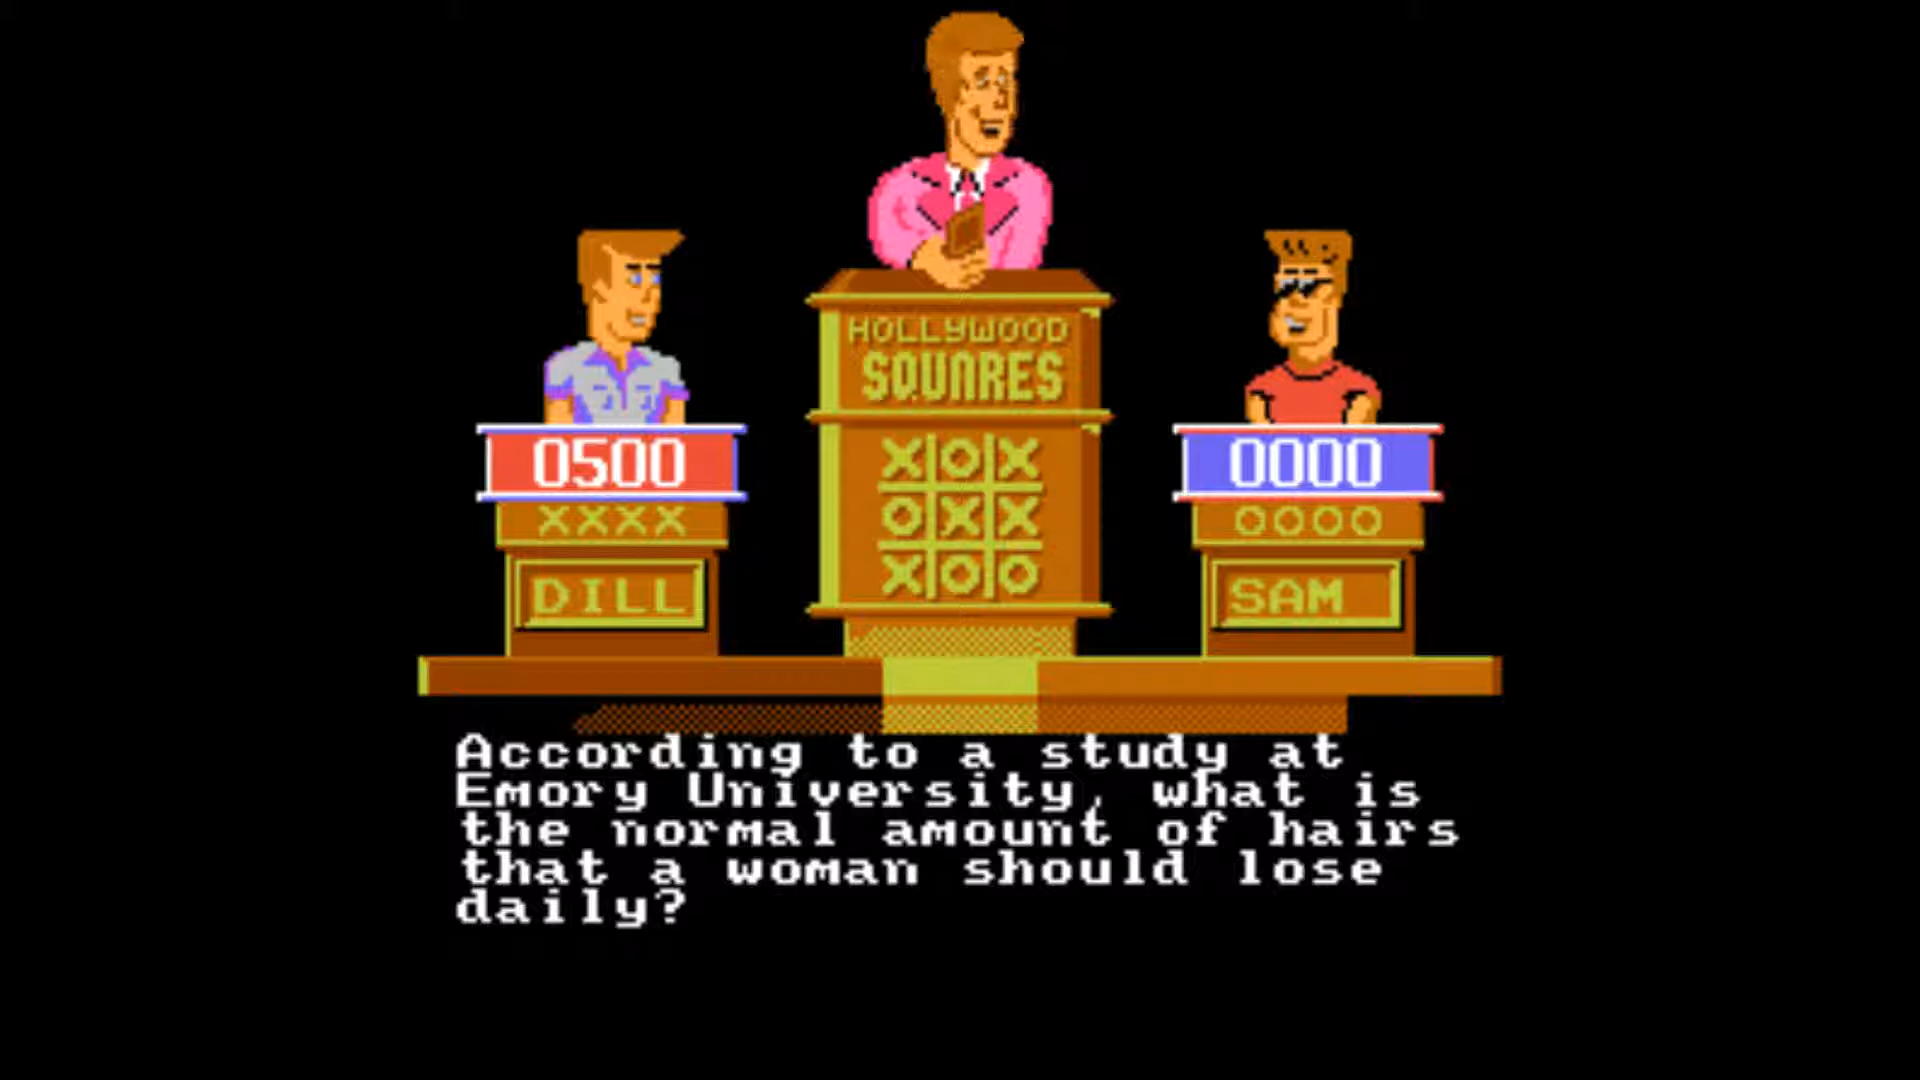 HOLLYWOOD
SQUARES
0500
0000
X O X
XXXX
O X X
OOOO
X O O
DILL
SAM
According to a study at
Emory University, what is
the normal amount of hairs
that a woman should lose
daily?